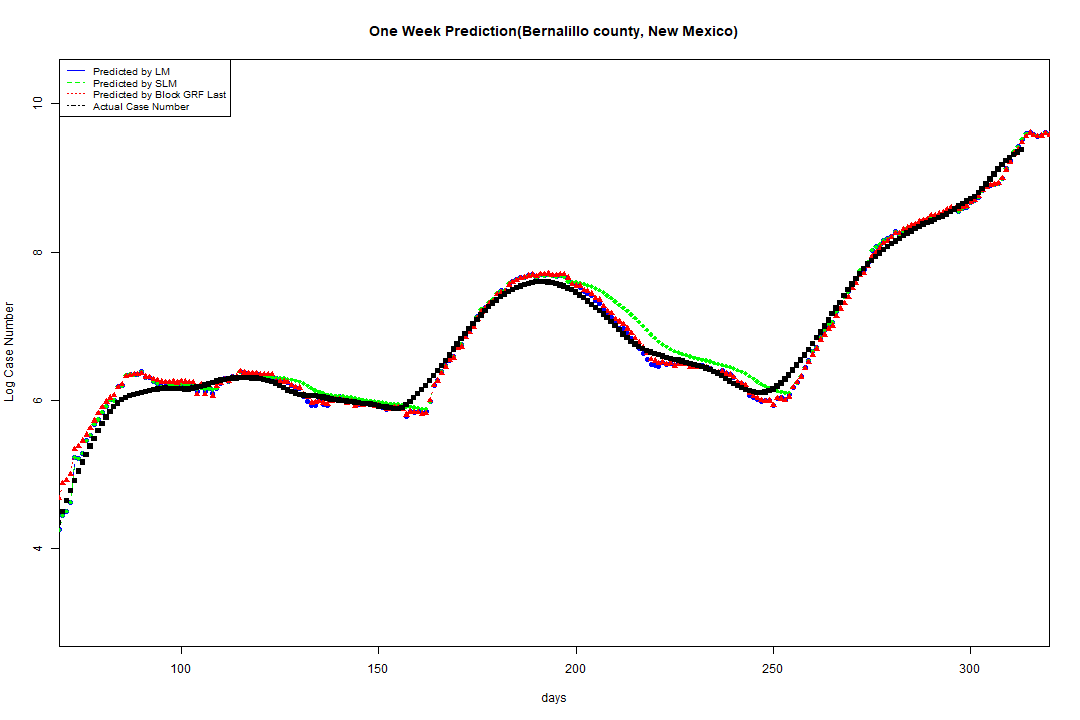 One Week Prediction(Bernalillo county, New Mexico)
Predicted by LM
Predicted by SLM
Predicted by Block GRF Last
Actual Case Number
10
8
6
4
Log Case Number
100 150 200 250 300
days